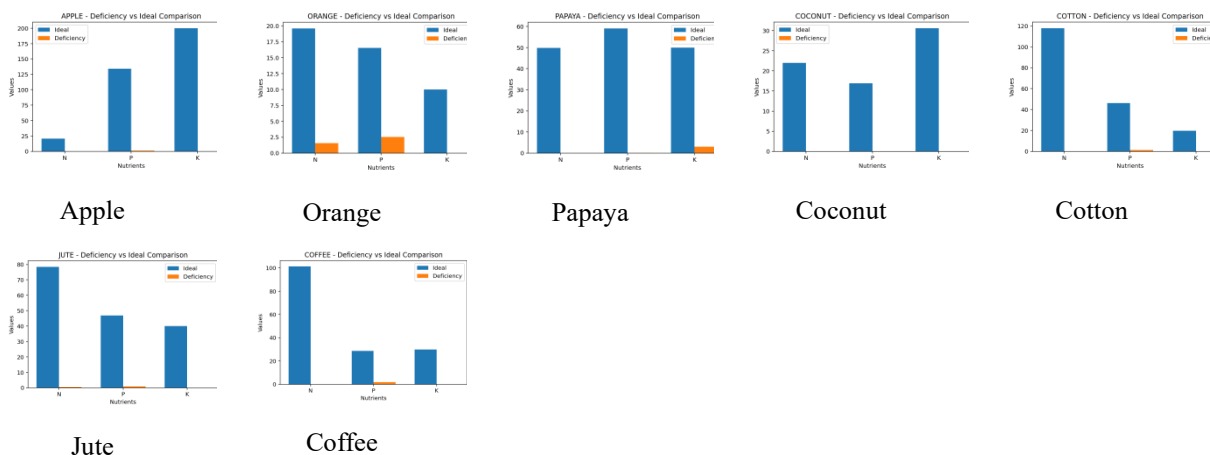 APPLE - Deficiency vs Ideal Comparison
Ideal
Deficiency
Values
200
175
150
125
100
75
50
25
0
N
P
K
Nutrients
Apple
ORANGE - Deficiency vs Ideal Comparison
Ideal
Deficiency
Values
20.0
17.5
15.0
12.5
10.0
7.5
5.0
2.5
0.0
N
P
K
Nutrients
Orange
PAPAYA - Deficiency vs Ideal Comparison
Ideal
Deficien
Values
60
50
40
30
20
10
0
N
P
K
Nutrients
Papaya
COCONUT - Deficiency vs Ideal Comparison
Ideal
Deficiency
Values
30
25
20
15
10
5
0
N
P
K
Nutrients
Coconut
COTTON - Deficiency vs Ideal Comparison
Ideal
Deficie
Values
120
100
80
60
40
20
0
N
P
K
Nutrients
Cotton
JUTE - Deficiency vs Ideal Comparison
Ideal
Deficiency
Values
80
70
60
50
40
30
20
10
0
N
P
K
Nutrients
Jute
COFFEE - Deficiency vs Ideal Comparison
Ideal
Deficiency
Values
100
80
60
40
20
0
N
P
K
Nutrients
Coffee